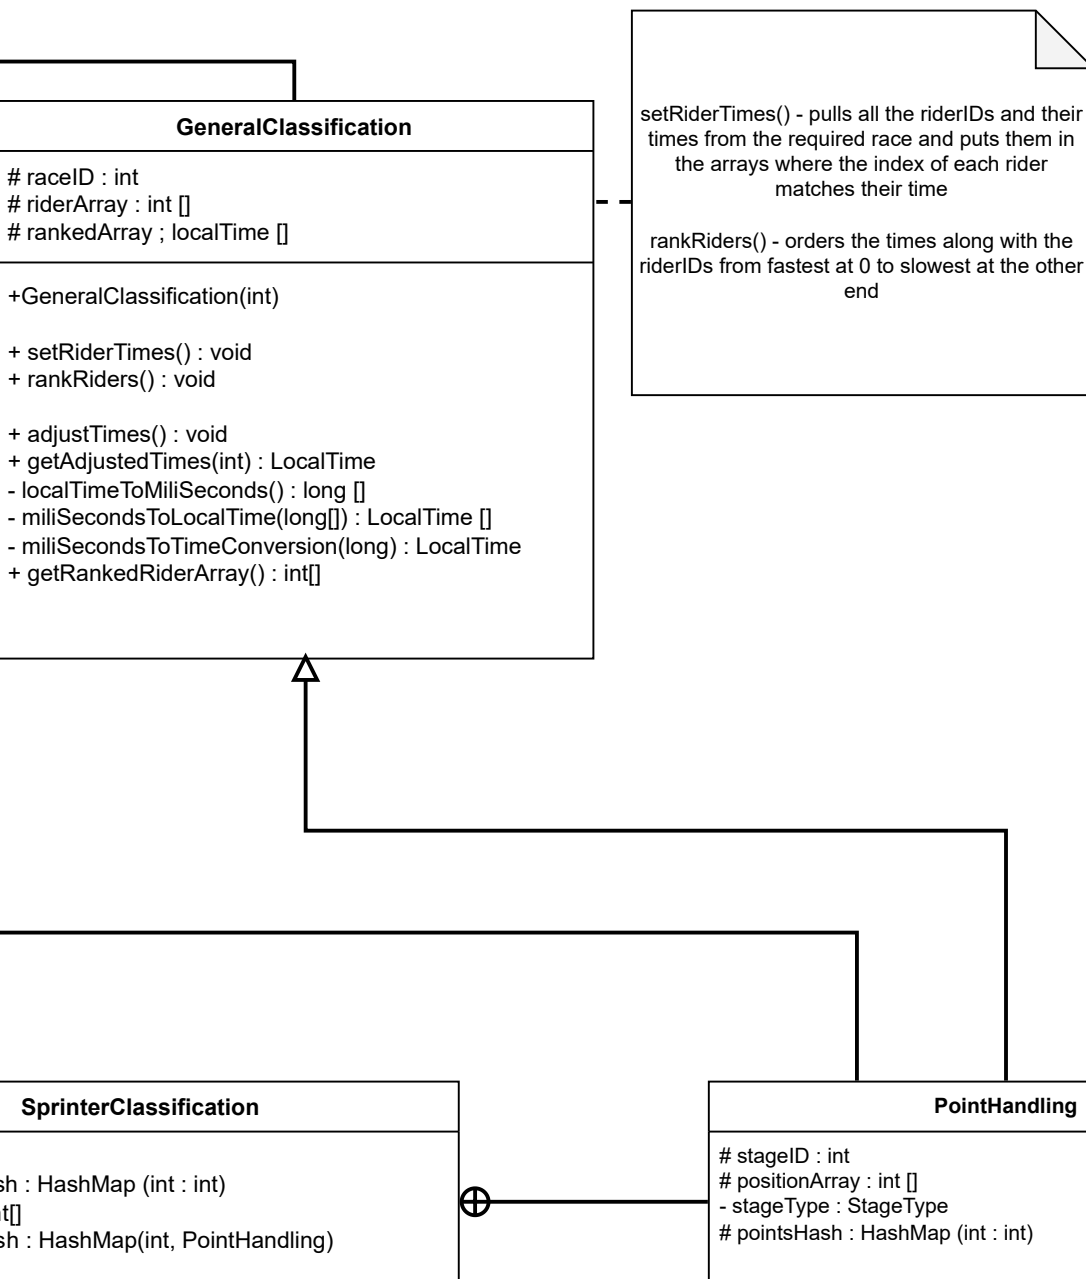 setRiderTimes() - pulls all the riderIDs and their
times from the required race and puts them in
the arrays where the index of each rider
matches their time
rankRiders() - orders the times along with the
riderIDs from fastest at 0 to slowest at the other
end
GeneralClassification
# raceID : int
# riderArray : int []
# rankedArray ; localTime []
+GeneralClassification(int)
+ setRiderTimes() : void
+ rankRiders() : void
+ adjustTimes() : void
+ getAdjustedTimes(int) : LocalTime
- localTimeToMiliSeconds() : long []
- miliSecondsToLocalTime(long[]) : LocalTime []
- miliSecondsToTimeConversion(long) : LocalTime
+ getRankedRiderArray() : int[]
SprinterClassification
: HashMap (int : int)
: HashMap(int, PointHandling)
PointHandling
# stageID : int
# positionArray : int []
- stageType : StageType
# pointsHash : HashMap (int : int)